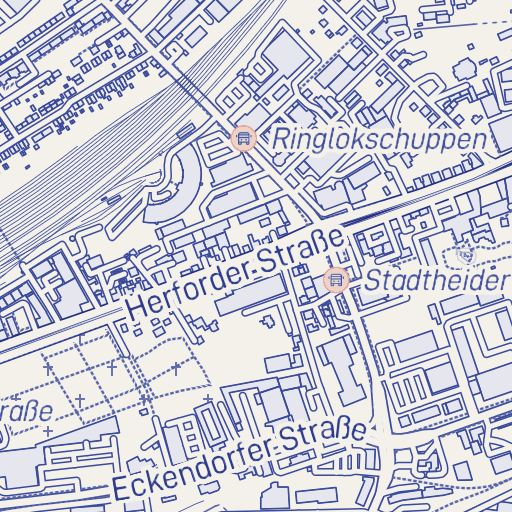 Ringlokschuppen
Herforder-Straße
Stadtheider
raße
Eckendorfer-Straße